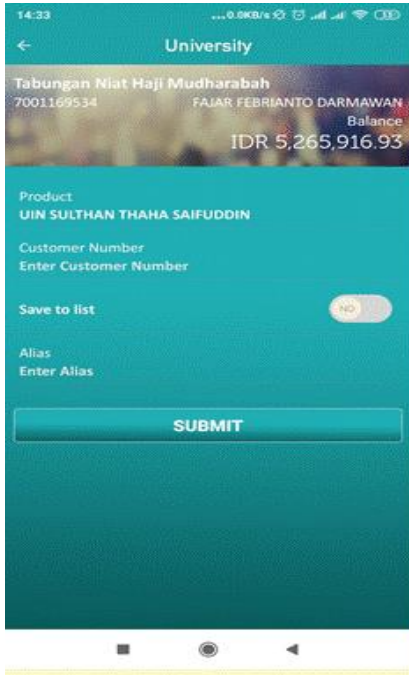 14:33 ...0.0KB/s
University
Tabungan Niat Haji Mudharabah
7001169534 FAJAR FEBRIANTO DARMAWAN
Balance
IDR 5,265,916.93
Product
UIN SULTHAN THAHA SAIFUDDIN
Customer Number
Enter Customer Number
Save to list NO
Alias
Enter Alias
SUBMIT